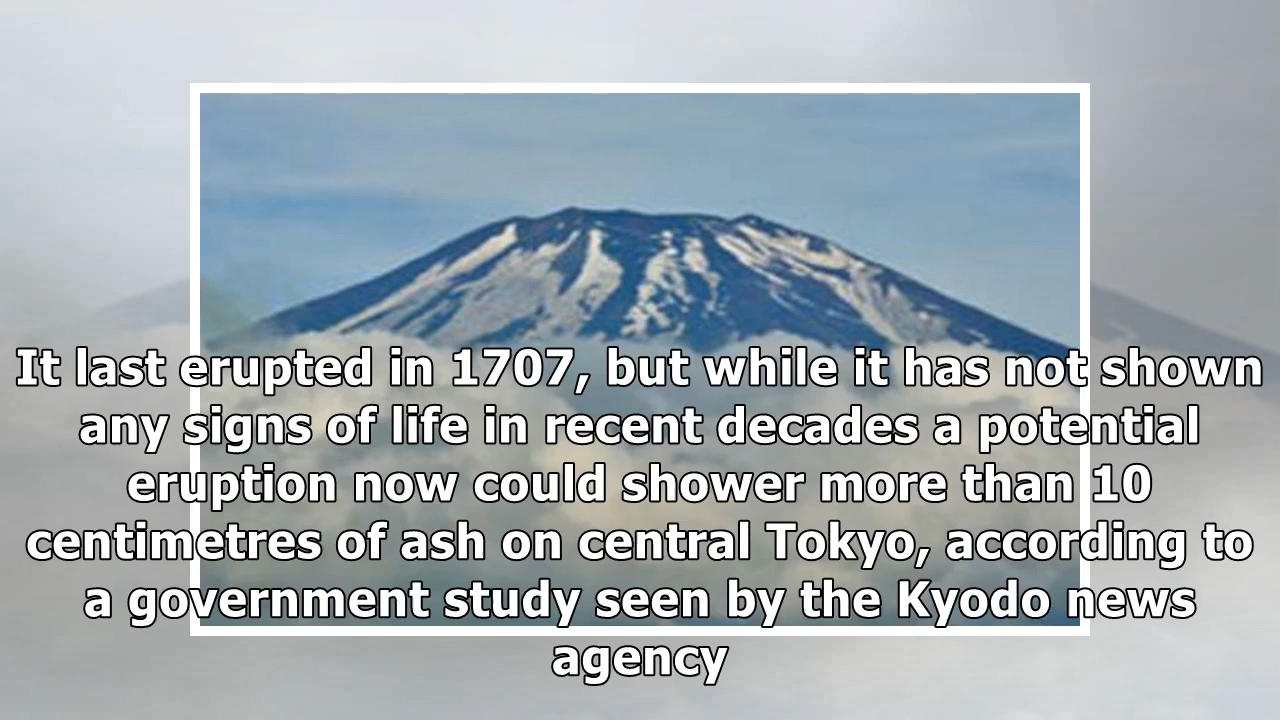 It last erupted in 1707, but while it has not shown
any signs of life in recent decades a potential
eruption now could shower more than 10
centimetres of ash on central Tokyo, according to
a government study seen by the Kyodo news
agency